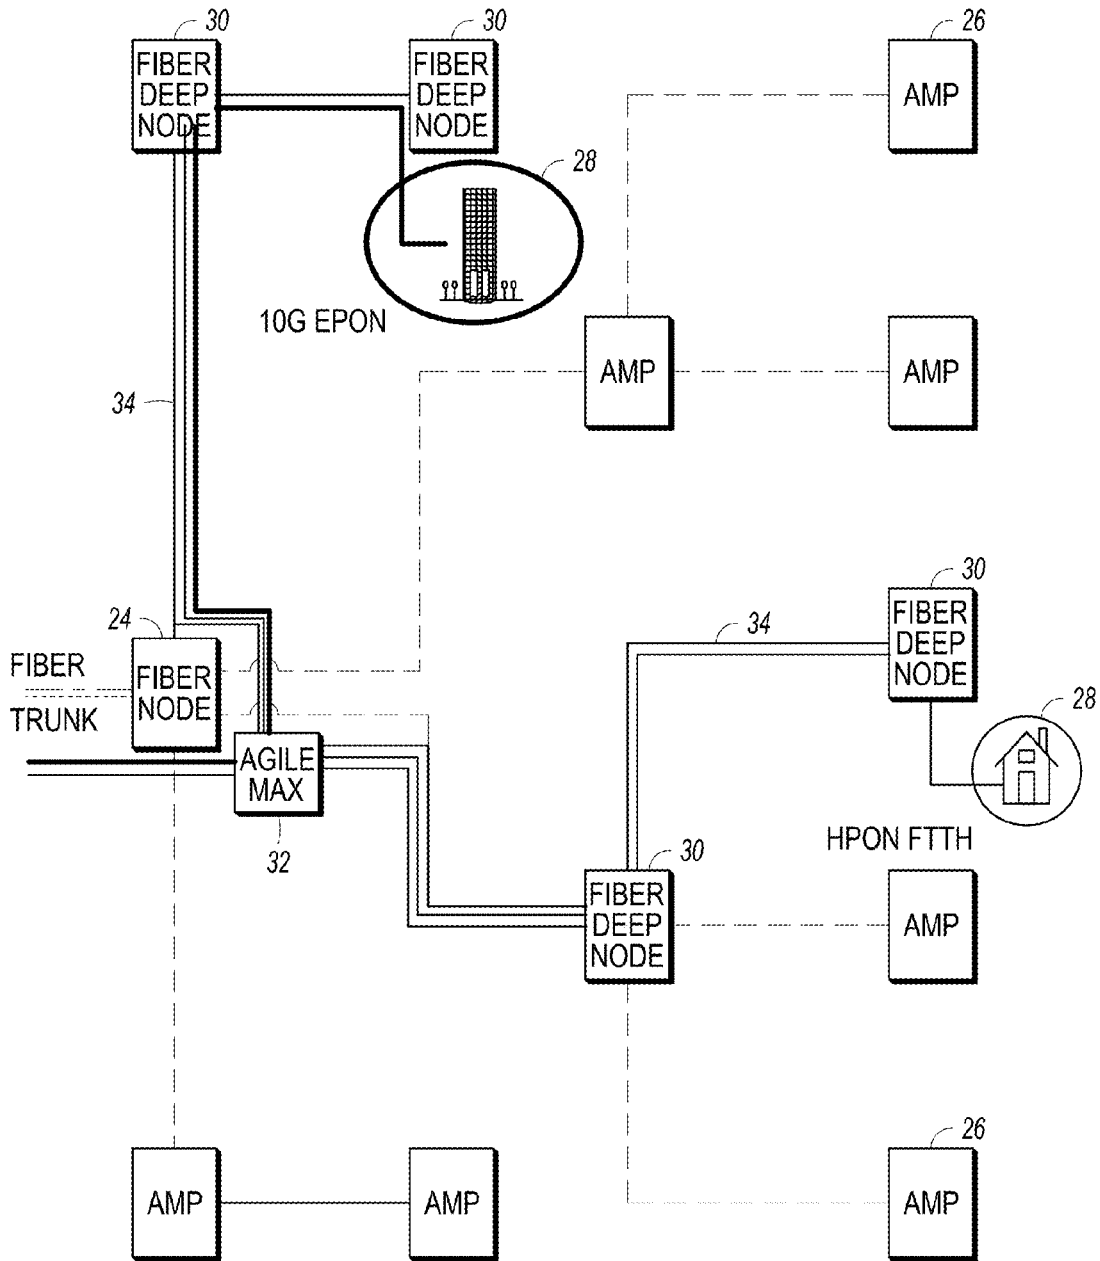 30
30
26
FIBER
DEEP
NODE
FIBER
DEEP
NODE
AMP
28
10G EPON
AMP
AMP
34
24
FIBER
NODE
FIBER
TRUNK
34
30
FIBER
DEEP
NODE
28
AGILE
MAX
32
HPON FTTH
30
FIBER
DEEP
NODE
AMP
26
AMP
AMP
AMP